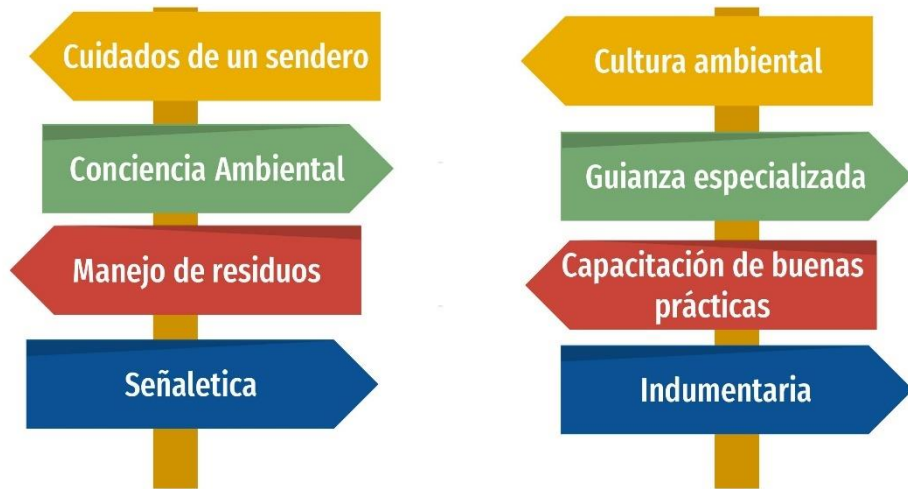 Cuidados de un sendero
Conciencia Ambiental
Manejo de residuos
Señaletica
Cultura ambiental
Guianza especializada
Capacitación de buenas
prácticas
Indumentaria